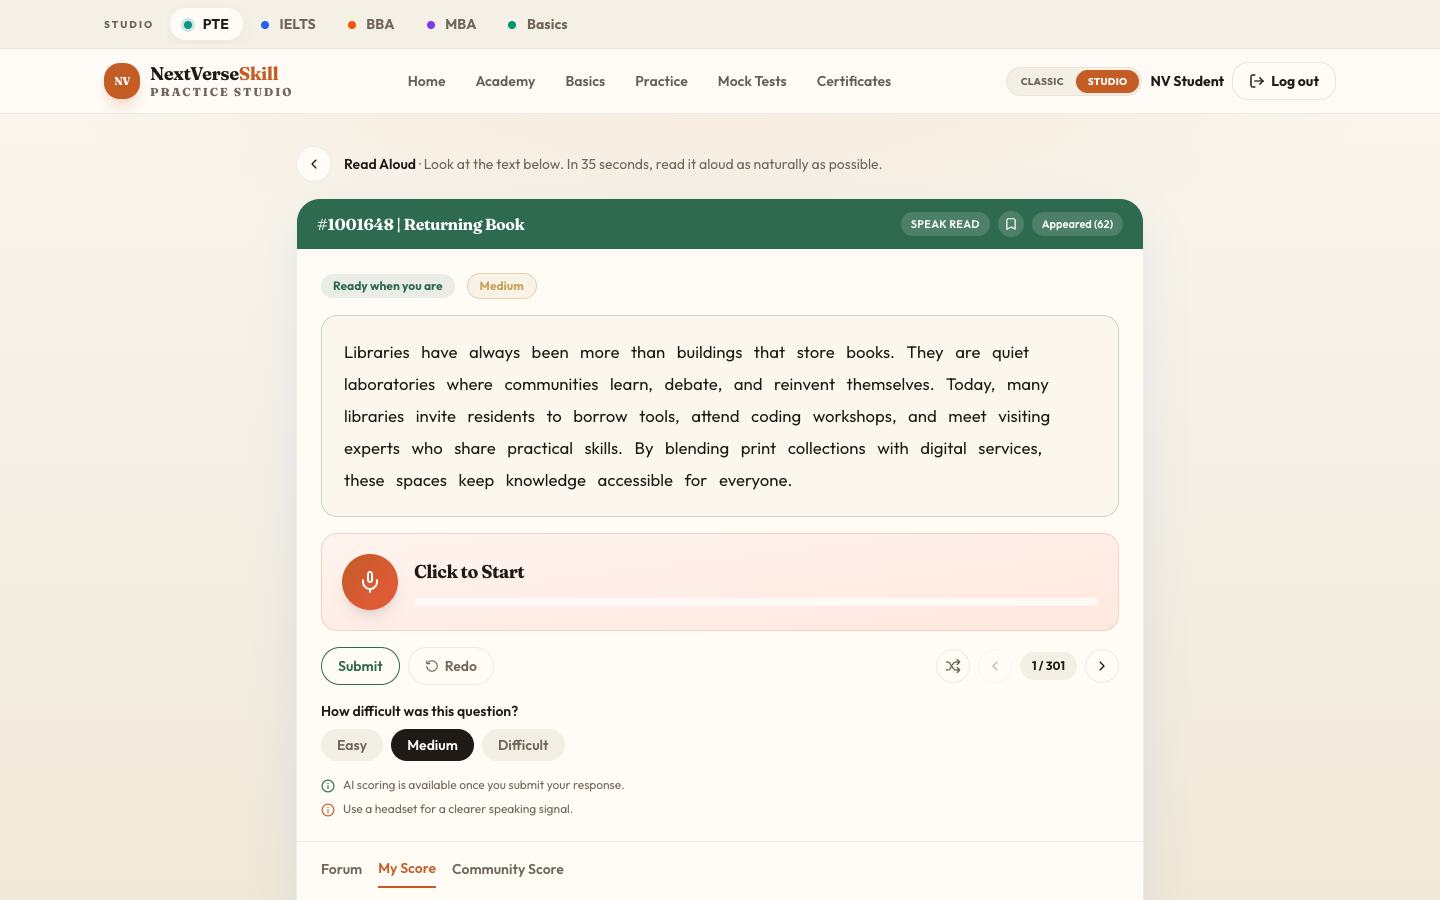 STUDIO PTE IELTS BBA MBA Basics
NV NextVerseSkill
PRACTICE STUDIO
Home Academy Basics Practice Mock Tests Certificates
CLASSIC STUDIO NV Student Log out
Read Aloud · Look at the text below. In 35 seconds, read it aloud as naturally as possible.
#1001648 | Returning Book
SPEAK READ Appeared (62)
Ready when you are Medium
Libraries have always been more than buildings that store books. They are quiet
laboratories where communities learn, debate, and reinvent themselves. Today, many
libraries invite residents to borrow tools, attend coding workshops, and meet visiting
experts who share practical skills. By blending print collections with digital services,
these spaces keep knowledge accessible for everyone.
Click to Start
Submit Redo 1 / 301
How difficult was this question?
Easy Medium Difficult
AI scoring is available once you submit your response.
Use a headset for a clearer speaking signal.
Forum My Score Community Score